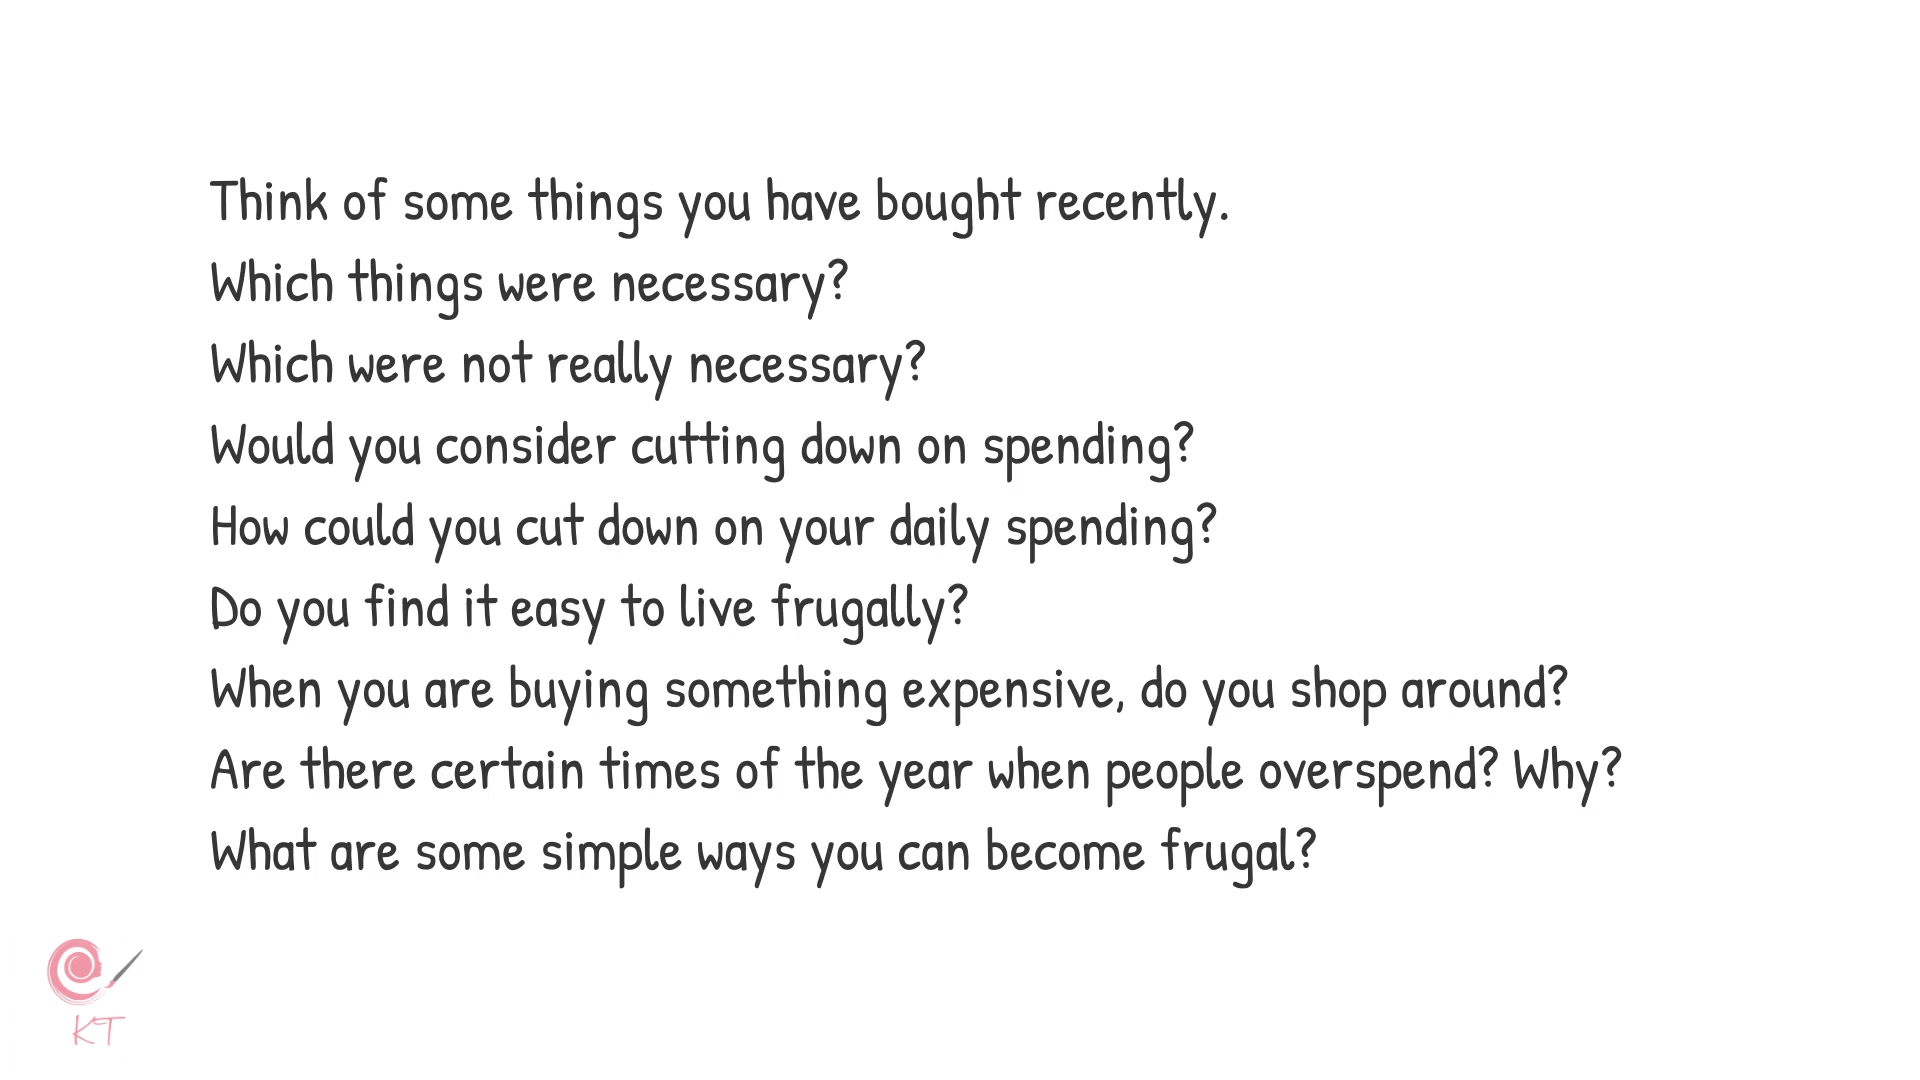 Think of some things you have bought recently.
Which things were necessary?
Which were not really necessary?
Would you consider cutting down on spending?
How could you cut down on your daily spending?
Do you find it easy to live frugally?
When you are buying something expensive, do you shop around?
Are there certain times of the year when people overspend? Why?
What are some simple ways you can become frugal?
KT